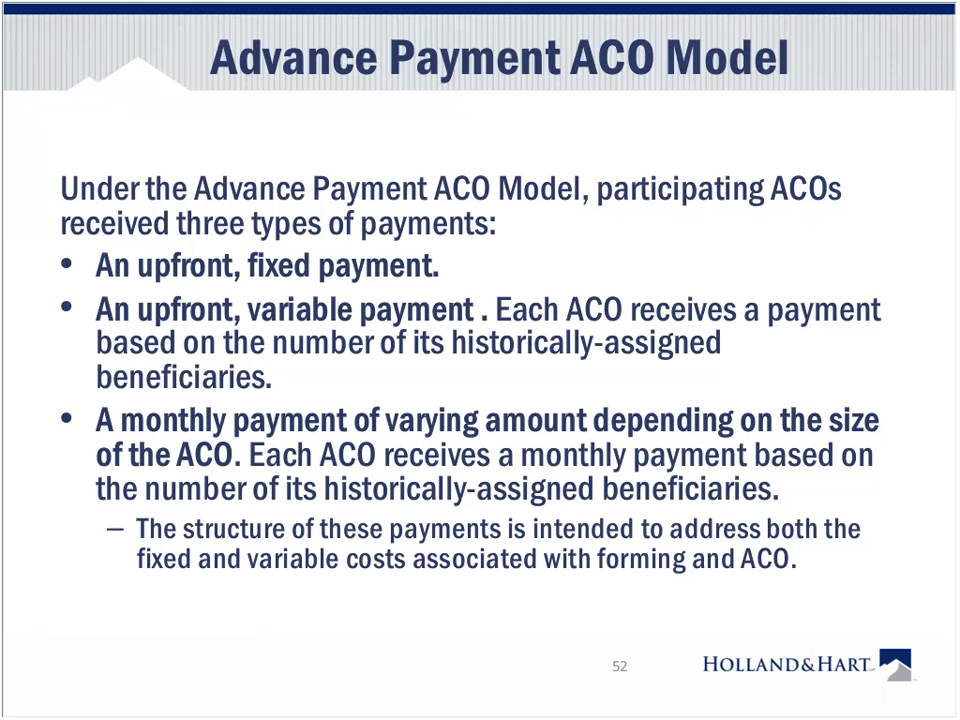 Advance Payment ACO Model
Under the Advance Payment ACO Model, participating ACOs
received three types of payments:
• An upfront, fixed payment.
• An upfront, variable payment . Each ACO receives a payment
based on the number of its historically-assigned
beneficiaries.
• A monthly payment of varying amount depending on the size
of the ACO. Each ACO receives a monthly payment based on
the number of its historically-assigned beneficiaries.
– The structure of these payments is intended to address both the
fixed and variable costs associated with forming and ACO.
52
HOLLAND&HART